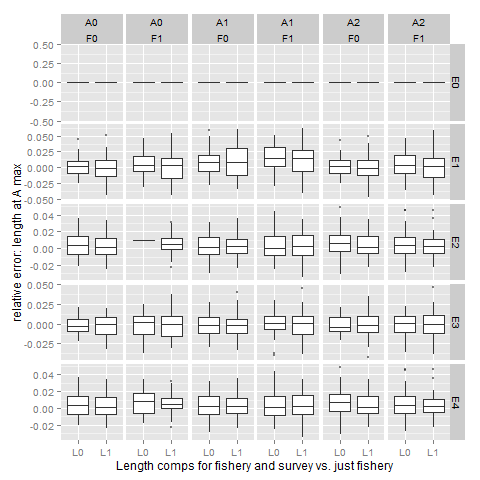 A0 A0 A1 A1 A2 A2
F0 F1 F0 F1 F0 F1
0.50
0.25
0.00
-0.25
-0.50
E0
0.050
0.025
0.000
-0.025
-0.050
E1
0.04
0.02
0.00
-0.02
E2
0.050
0.025
0.000
-0.025
E3
0.04
0.02
0.00
-0.02
E4
relative error: length at A max
L0 L1 L0 L1 L0 L1 L0 L1 L0 L1 L0 L1
Length comps for fishery and survey vs. just fishery